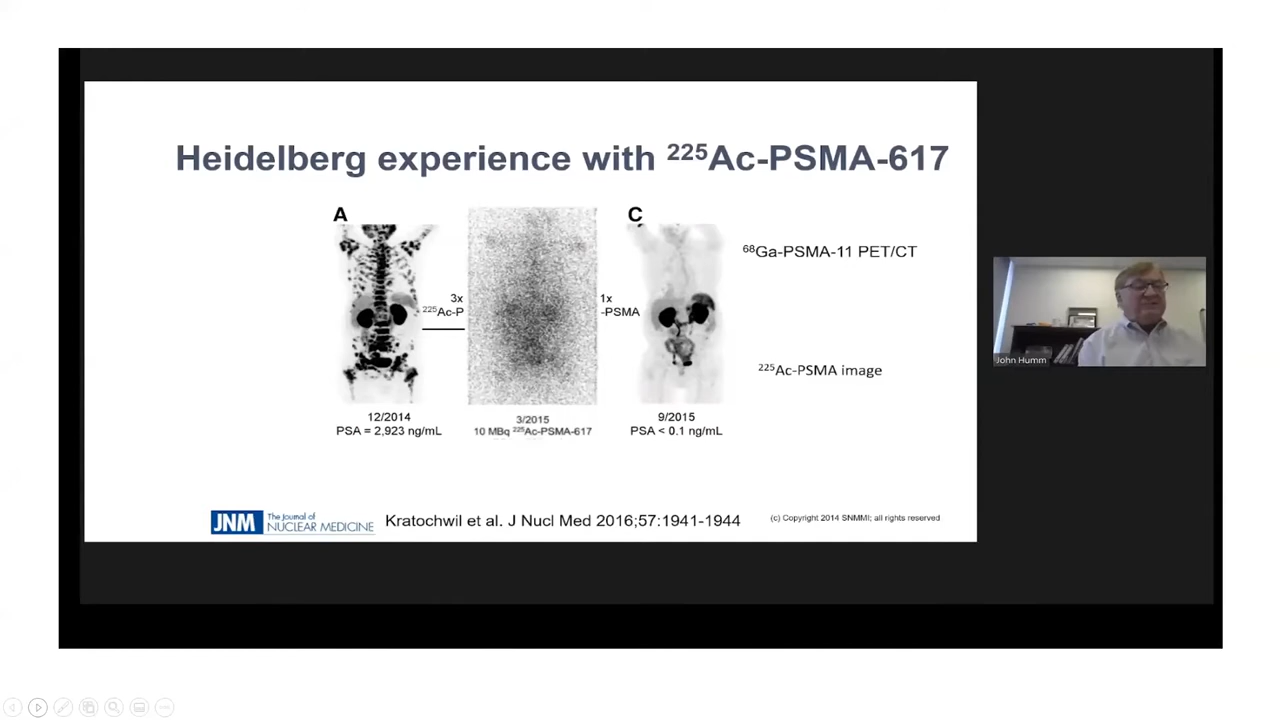 Heidelberg experience with ²²⁵Ac-PSMA-617
A
C
⁶⁸Ga-PSMA-11 PET/CT
3x
²²⁵Ac-P
1x
-PSMA
²²⁵Ac-PSMA image
12/2014
PSA = 2,923 ng/mL
3/2015
10 MBq ²²⁵Ac-PSMA-617
9/2015
PSA < 0.1 ng/mL
John Humm
JNM
The Journal of
NUCLEAR MEDICINE
Kratochwil et al. J Nucl Med 2016;57:1941-1944
(c) Copyright 2014 SNMMI; all rights reserved